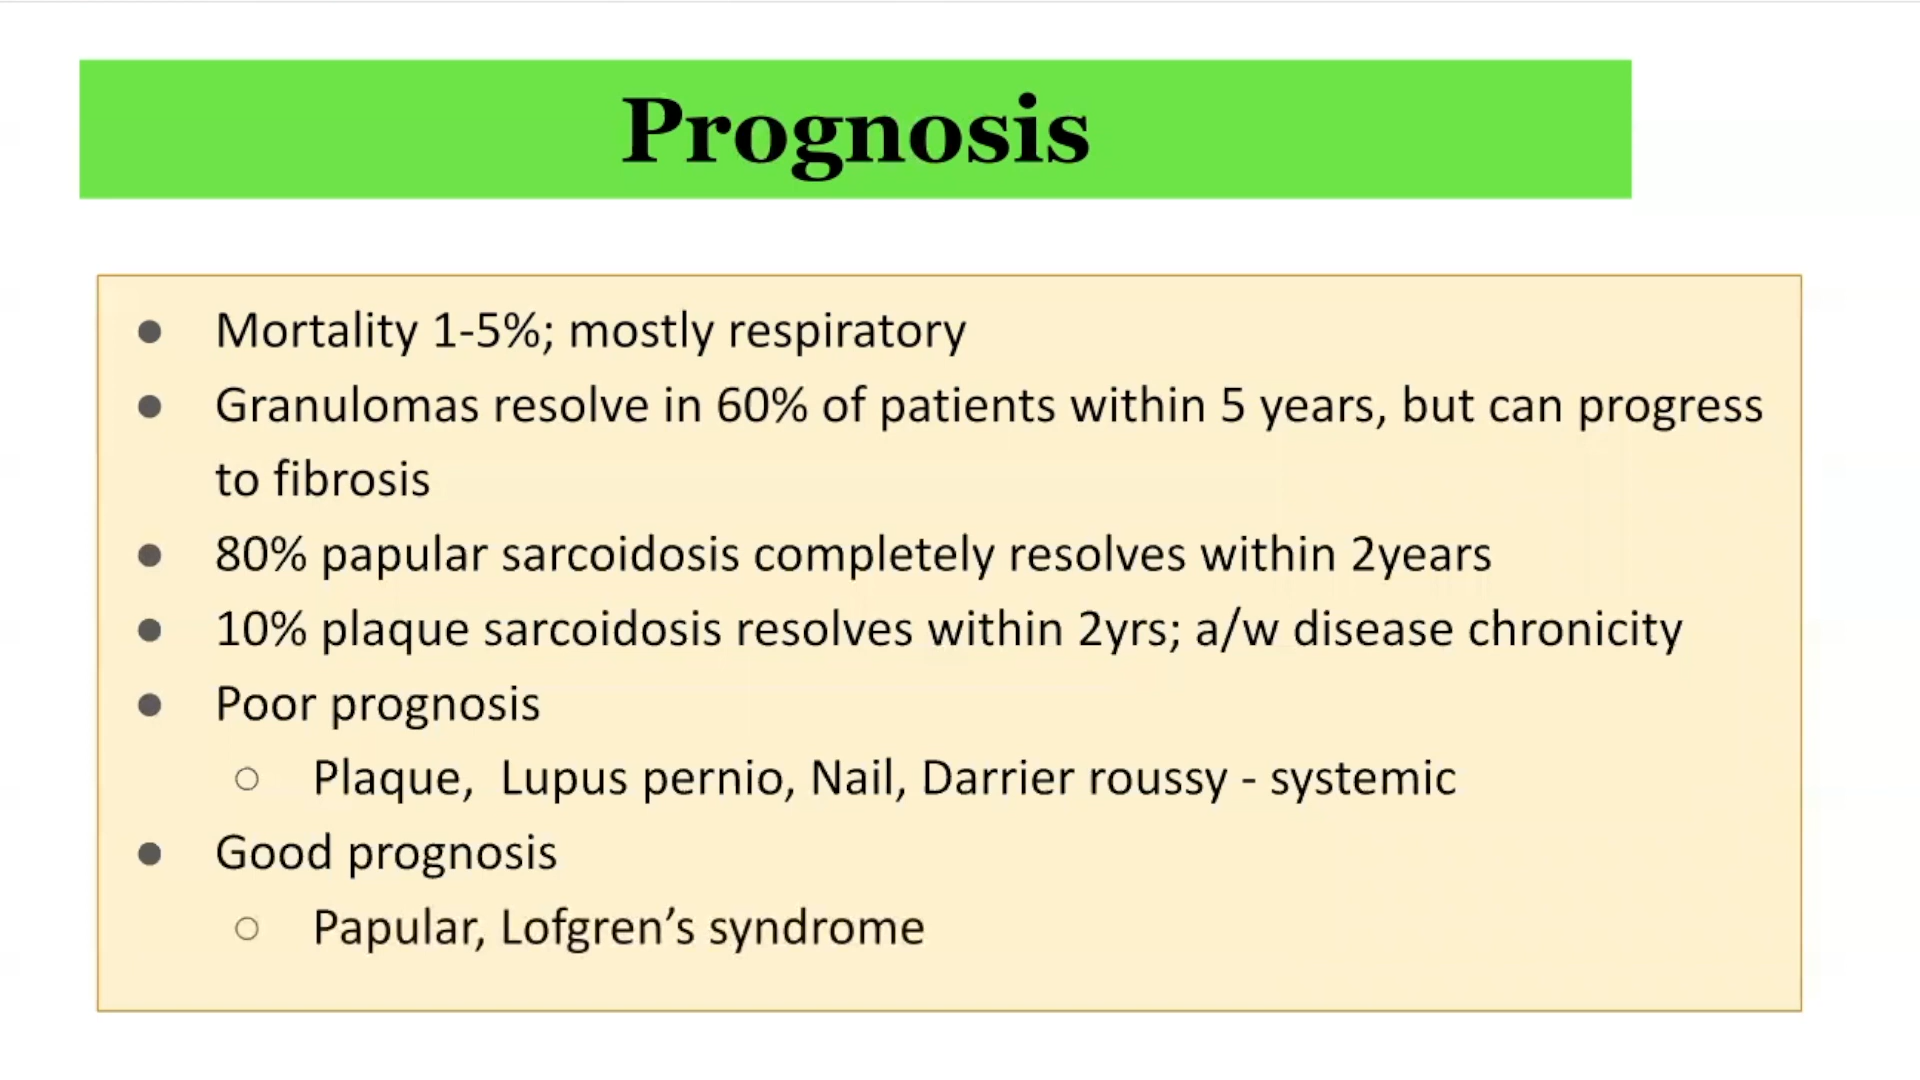 Prognosis
● Mortality 1-5%; mostly respiratory
● Granulomas resolve in 60% of patients within 5 years, but can progress
to fibrosis
● 80% papular sarcoidosis completely resolves within 2years
● 10% plaque sarcoidosis resolves within 2yrs; a/w disease chronicity
● Poor prognosis
○ Plaque,  Lupus pernio, Nail, Darrier roussy - systemic
● Good prognosis
○ Papular, Lofgren’s syndrome